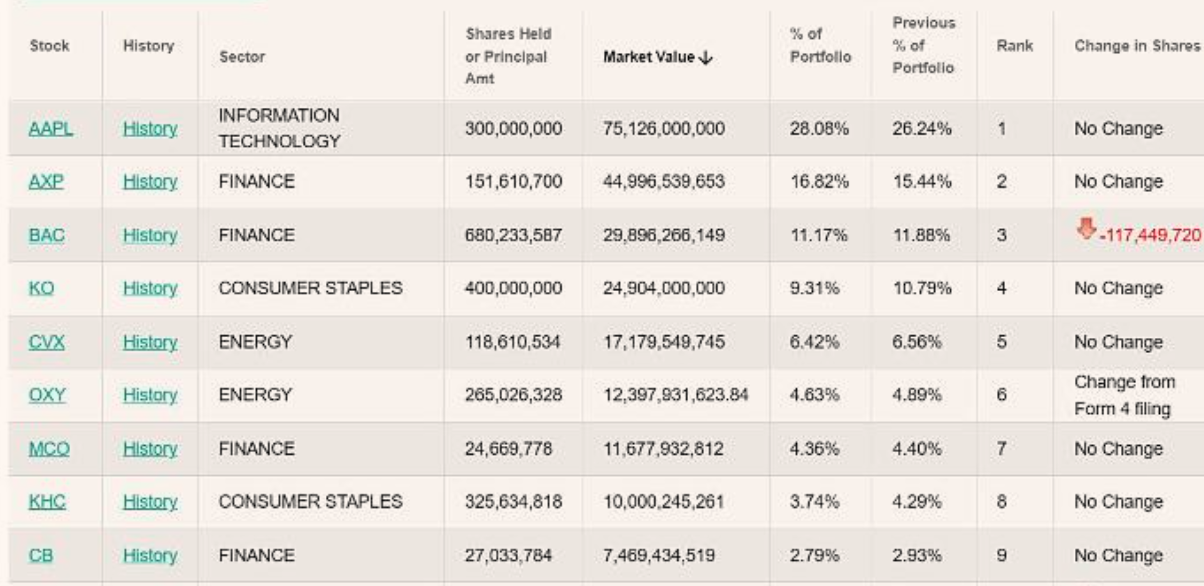 Stock History Sector Shares Held or Principal Amt Market Value ↓ % of Portfolio Previous % of Portfolio Rank Change in Shares
AAPL History INFORMATION TECHNOLOGY 300,000,000 75,126,000,000 28.08% 26.24% 1 No Change
AXP History FINANCE 151,610,700 44,996,539,653 16.82% 15.44% 2 No Change
BAC History FINANCE 680,233,587 29,896,266,149 11.17% 11.88% 3 -117,449,720
KO History CONSUMER STAPLES 400,000,000 24,904,000,000 9.31% 10.79% 4 No Change
CVX History ENERGY 118,610,534 17,179,549,745 6.42% 6.56% 5 No Change
OXY History ENERGY 265,026,328 12,397,931,623.84 4.63% 4.89% 6 Change from Form 4 filing
MCO History FINANCE 24,669,778 11,677,932,812 4.36% 4.40% 7 No Change
KHC History CONSUMER STAPLES 325,634,818 10,000,245,261 3.74% 4.29% 8 No Change
CB History FINANCE 27,033,784 7,469,434,519 2.79% 2.93% 9 No Change